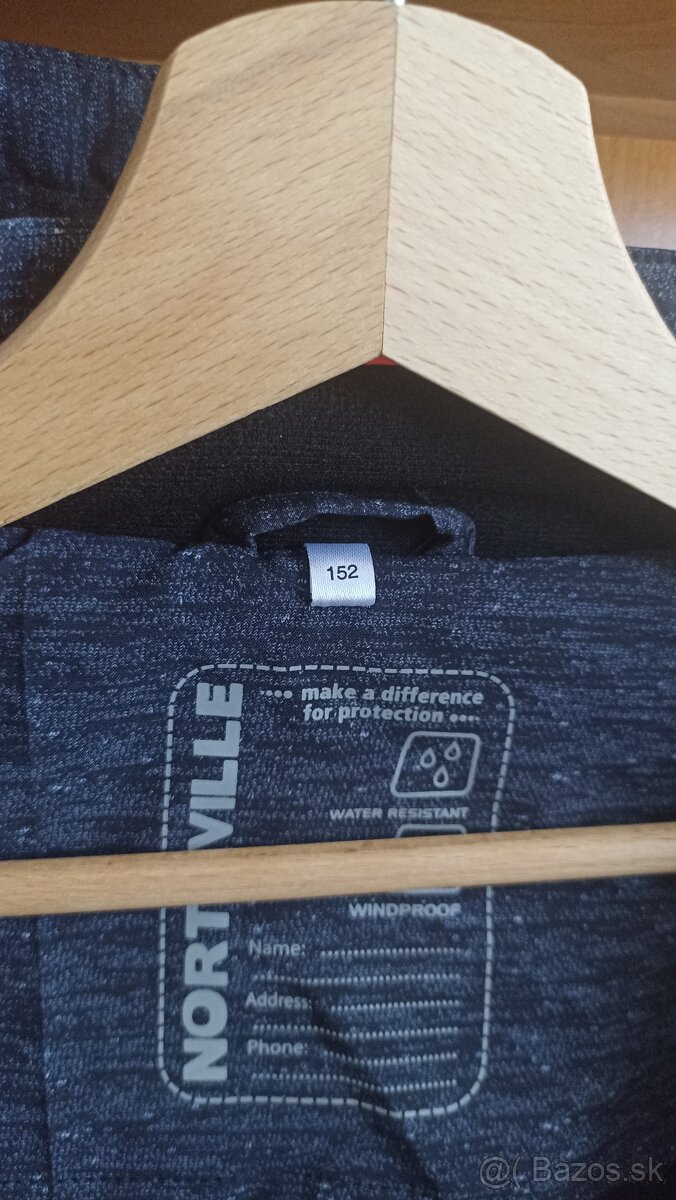 152
•••• make a difference
for protection ••••
WATER RESISTANT
WINDPROOF
NORT VILLE
Name:
Address:
Phone:
@( Bazos.sk